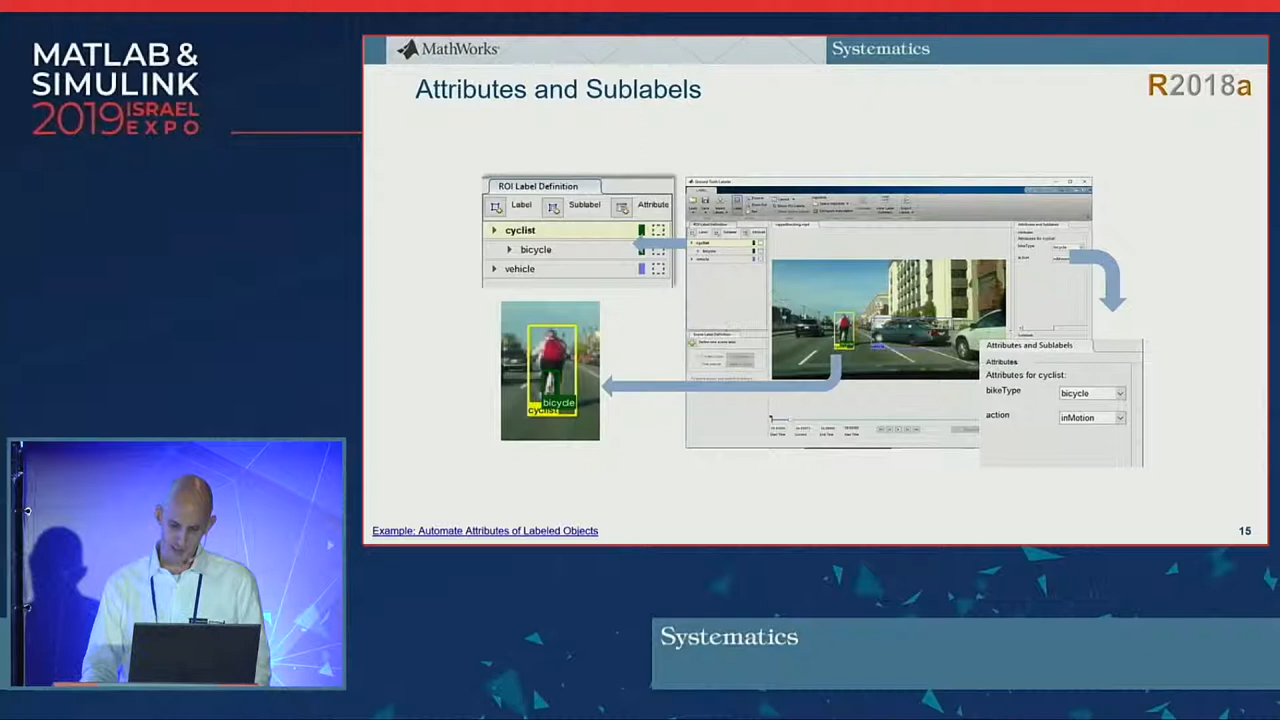 MATLAB &
SIMULINK
2019 ISRAEL
EXPO
MathWorks
Systematics
Attributes and Sublabels
R2018a
ROI Label Definition
Label
Sublabel
Attribute
cyclist
bicycle
vehicle
bicycle
cyclist
Attributes and Sublabels
Attributes
Attributes for cyclist:
bikeType
bicycle
action
inMotion
Example: Automate Attributes of Labeled Objects
15
Systematics